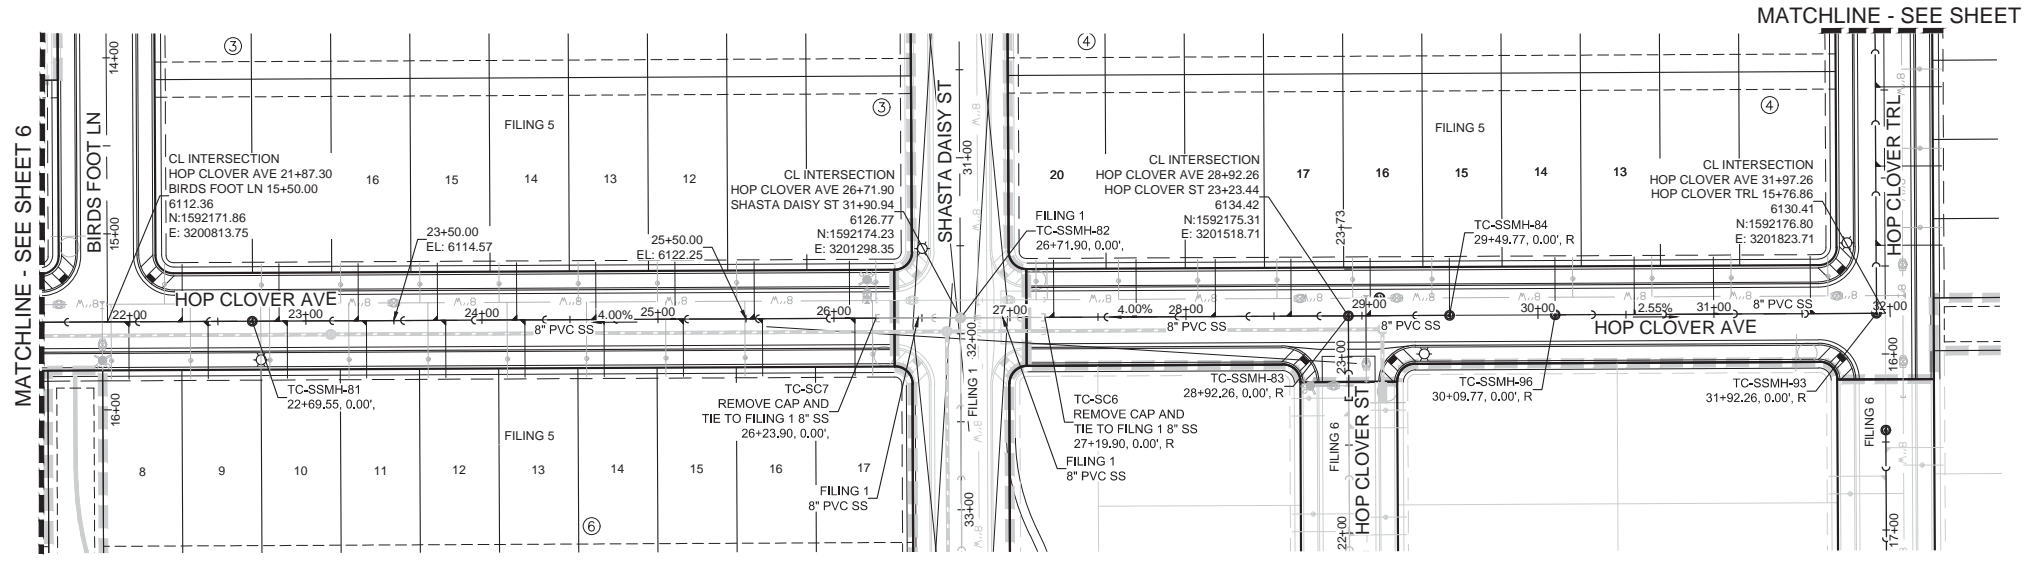 MATCHLINE - SEE SHEET
MATCHLINE - SEE SHEET 6
BIRDS FOOT LN
14+00
15+00
16+00
3
3
FILING 5
CL INTERSECTION
HOP CLOVER AVE 21+87.30
BIRDS FOOT LN 15+50.00
6112.36
N:1592171.86
E: 3200813.75
16
15
14
13
12
23+50.00
EL: 6114.57
25+50.00
EL: 6122.25
CL INTERSECTION
HOP CLOVER AVE 26+71.90
SHASTA DAISY ST 31+90.94
6126.77
N:1592174.23
E: 3201298.35
SHASTA DAISY ST
31+00
32+00
33+00
FILING 1
4
4
FILING 5
20
CL INTERSECTION
HOP CLOVER AVE 28+92.26
HOP CLOVER ST 23+23.44
6134.42
N:1592175.31
E: 3201518.71
FILING 1
TC-SSMH-82
26+71.90, 0.00',
17
16
15
14
13
23+73
TC-SSMH-84
29+49.77, 0.00', R
CL INTERSECTION
HOP CLOVER AVE 31+97.26
HOP CLOVER TRL 15+76.86
6130.41
N:1592176.80
E: 3201823.71
HOP CLOVER TRL
HOP CLOVER AVE
22+00
23+00
24+00
8" PVC SS
4.00%
25+00
26+00
27+00
4.00%
28+00
8" PVC SS
29+00
8" PVC SS
30+00
2.55%
31+00
8" PVC SS
32+00
HOP CLOVER AVE
8"W
8"W
8"W
8"W
8"W
8"W
8"W
TC-SSMH-81
22+69.55, 0.00',
TC-SC7
REMOVE CAP AND
TIE TO FILING 1 8" SS
26+23.90, 0.00',
FILING 5
8
9
10
11
12
13
14
15
16
17
6
FILING 1
8" PVC SS
TC-SC6
REMOVE CAP AND
TIE TO FILNG 1 8" SS
27+19.90, 0.00', R
FILING 1
8" PVC SS
TC-SSMH-83
28+92.26, 0.00', R
23+00
22+00
FILING 6
HOP CLOVER ST
TC-SSMH-96
30+09.77, 0.00', R
TC-SSMH-93
31+92.26, 0.00', R
FILING 6
16+00
17+00